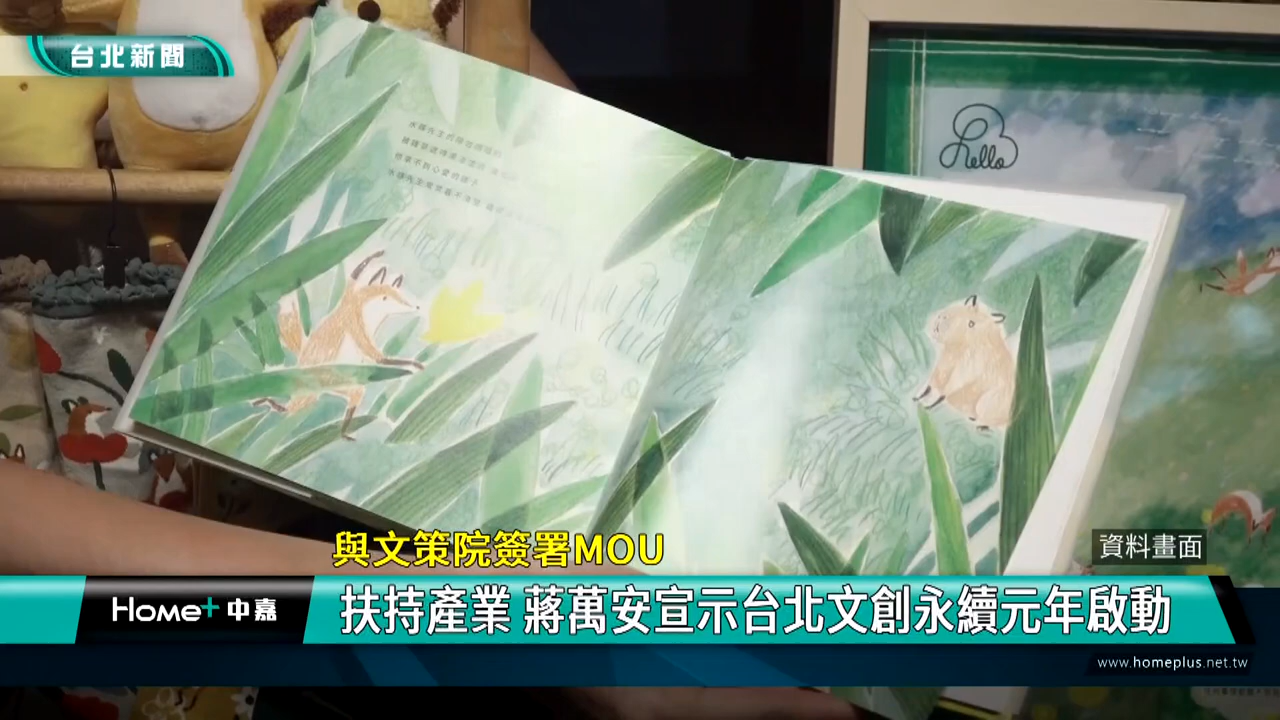 台北新聞
Hello
與文策院簽署MOU
資料畫面
Home+ 中嘉
扶持產業 蔣萬安宣示台北文創永續元年啟動
www.homeplus.net.tw